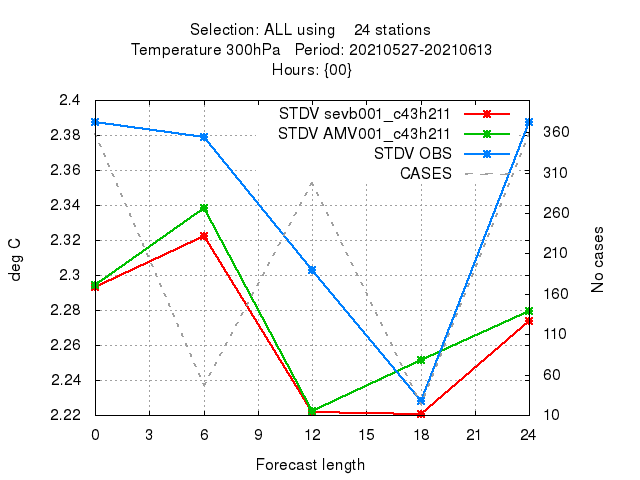 Selection: ALL using    24 stations
Temperature 300hPa   Period: 20210527-20210613
Hours: {00}
STDV sevb001_c43h211
STDV AMV001_c43h211
STDV OBS
CASES
2.4
2.38
2.36
2.34
2.32
2.3
2.28
2.26
2.24
2.22
deg C
360
310
260
210
160
110
60
10
No cases
0 3 6 9 12 15 18 21 24
Forecast length